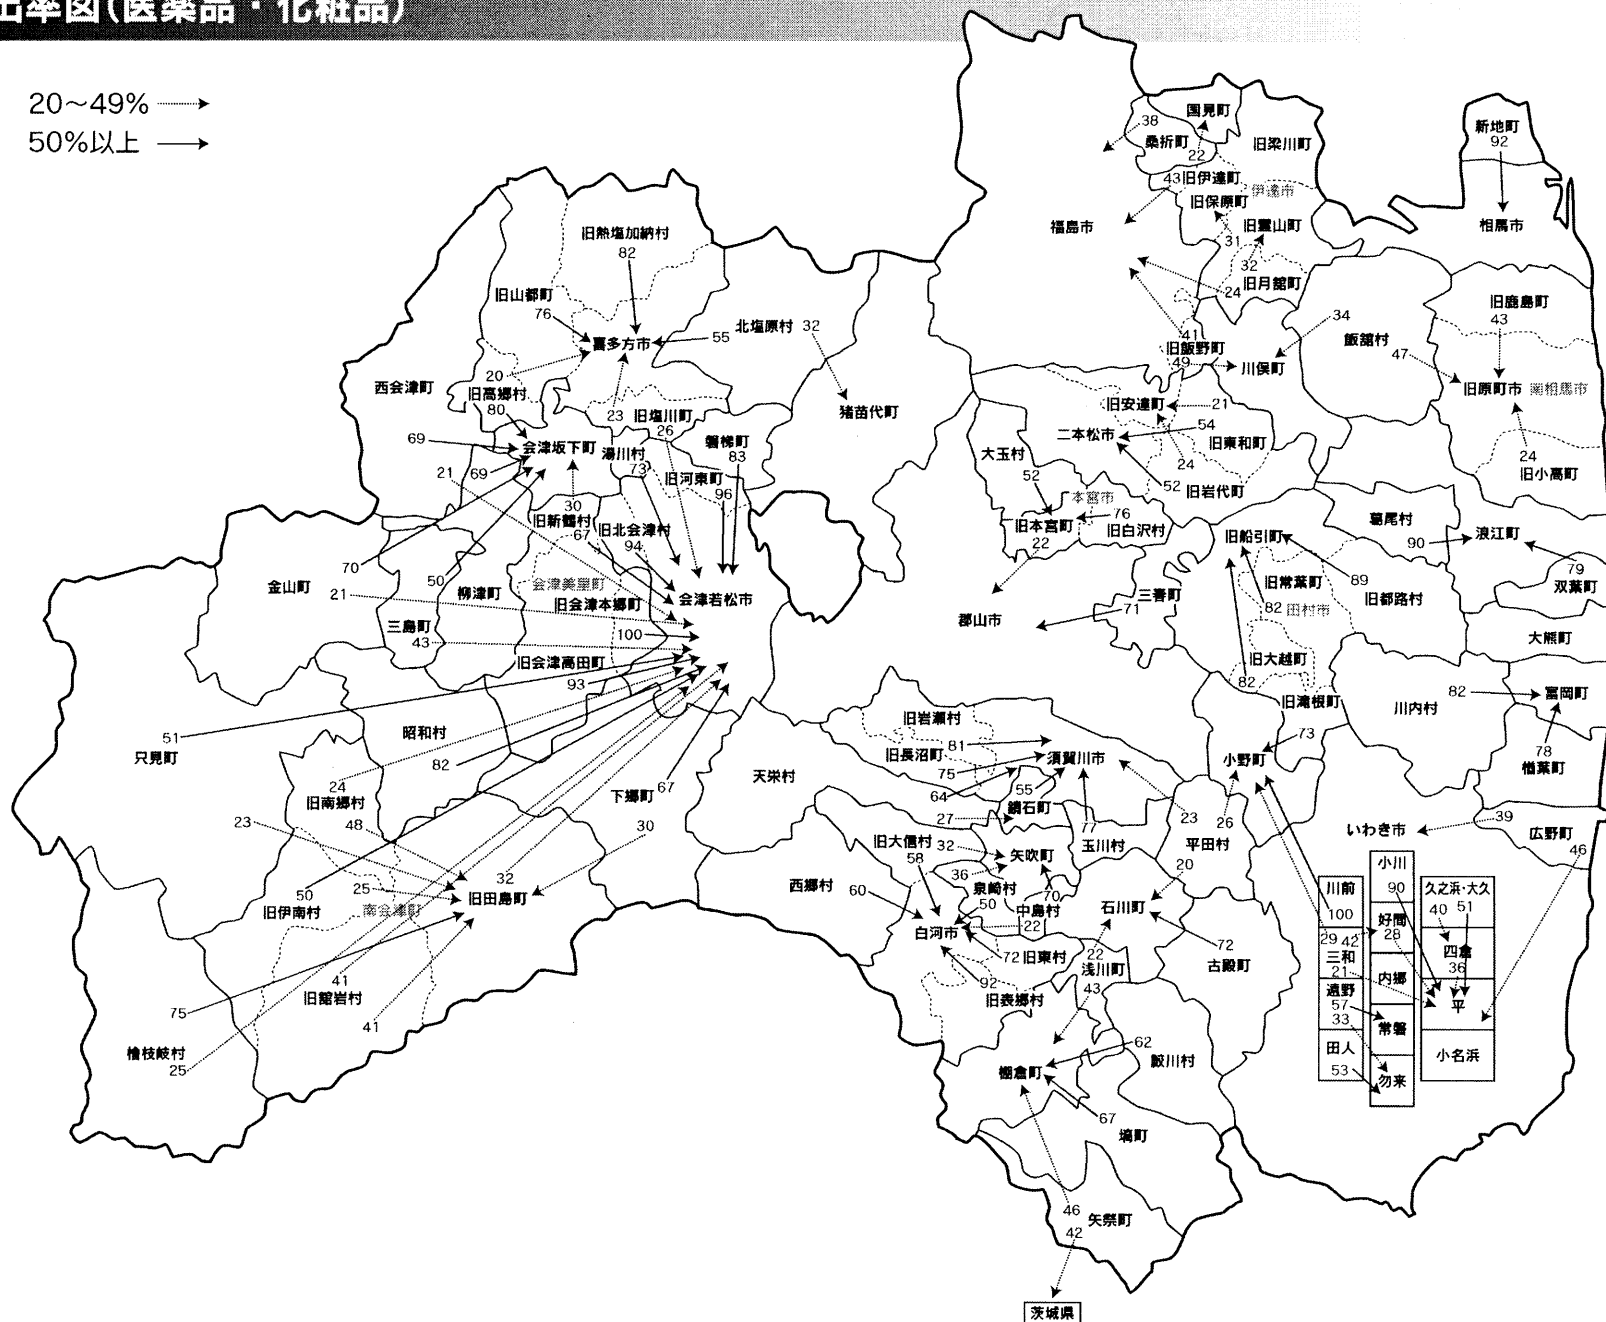 出率図(医薬品・化粧品)
20～49%
50%以上
国見町
38
桑折町
22
旧梁川町
新地町
92
43
旧伊達町
伊達市
旧保原町
福島市
31
旧霊山町
相馬市
32
旧月舘町
24
旧熱塩加納村
82
旧山都町
76
喜多方市
55
北塩原村
32
41
旧飯野町
49
34
川俣町
飯舘村
47
旧鹿島町
43
旧原町市
南相馬市
24
旧小高町
西会津町
20
旧高郷村
80
23
旧塩川町
26
猪苗代町
旧安達町
21
二本松市
54
旧東和町
24
52
旧岩代町
69
会津坂下町
湯川村
73
磐梯町
83
旧河東町
96
21
69
30
旧新鶴村
67
旧北会津村
94
大玉村
52
本宮市
旧本宮町
76
旧白沢村
22
旧船引町
葛尾村
90
浪江町
79
双葉町
旧常葉町
89
82
田村市
旧都路村
大熊町
金山町
70
21
50
柳津町
会津美里町
旧会津本郷町
会津若松市
三島町
43
100
旧会津高田町
93
郡山市
71
三春町
旧大越町
82
旧滝根町
川内村
82
富岡町
78
楢葉町
51
只見町
昭和村
82
24
旧南郷村
48
23
下郷町
67
30
天栄村
旧岩瀬村
81
旧長沼町
75
須賀川市
64
55
鏡石町
27
77
玉川村
23
小野町
73
26
平田村
いわき市
39
広野町
46
50
25
旧伊南村
南会津町
32
旧田島町
旧大信村
32
58
矢吹町
36
西郷村
60
泉崎村
50
70
中島村
22
白河市
72
旧東村
92
旧表郷村
20
石川町
72
古殿町
22
浅川町
43
75
41
旧舘岩村
41
檜枝岐村
25
62
棚倉町
鮫川村
67
塙町
46
矢祭町
42
茨城県
小川
90
川前
100
好間
28
久之浜・大久
40
51
29
42
三和
21
四倉
36
内郷
遠野
57
33
平
常磐
田人
53
勿来
小名浜